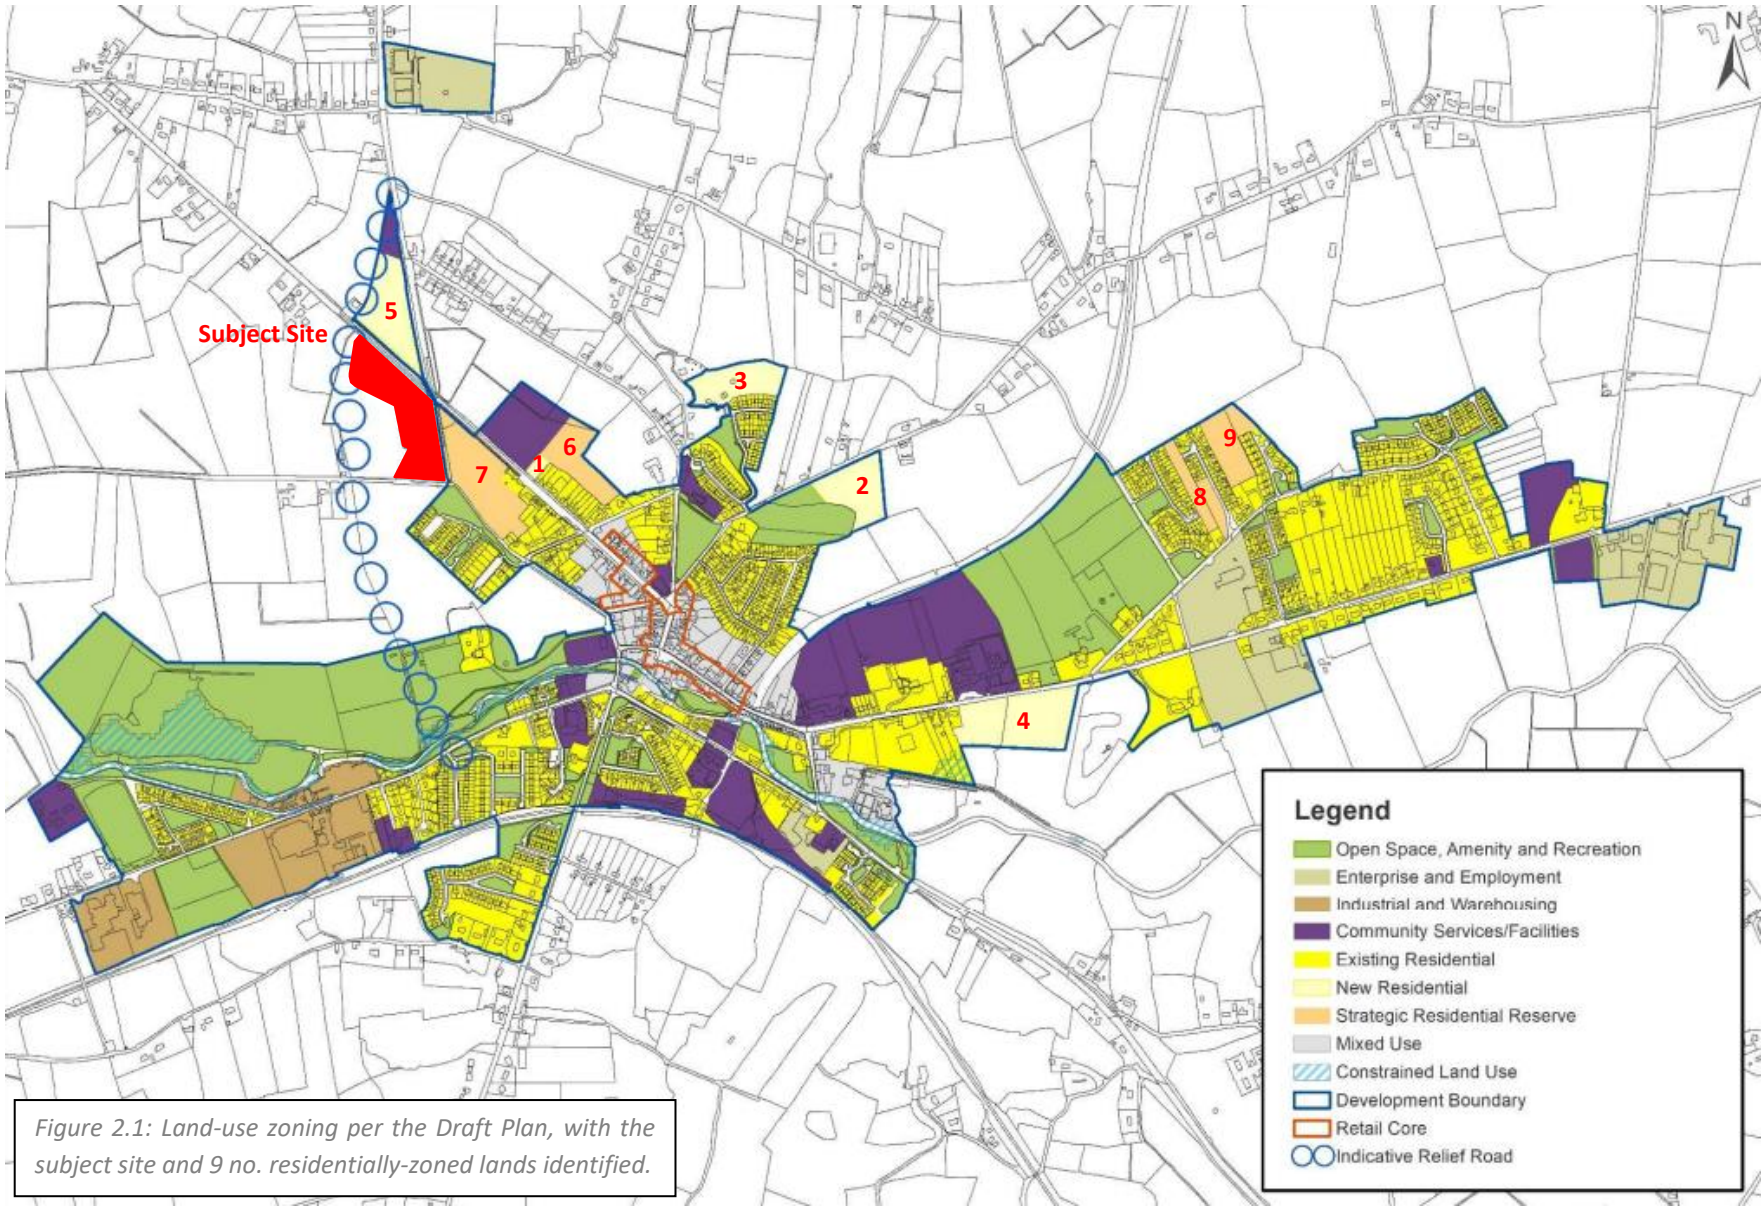 N
5
Subject Site
3
9
6
1
7
2
8
4
Legend
Open Space, Amenity and Recreation
Enterprise and Employment
Industrial and Warehousing
Community Services/Facilities
Existing Residential
New Residential
Strategic Residential Reserve
Mixed Use
Constrained Land Use
Development Boundary
Retail Core
Indicative Relief Road
Figure 2.1: Land-use zoning per the Draft Plan, with the
subject site and 9 no. residentially-zoned lands identified.